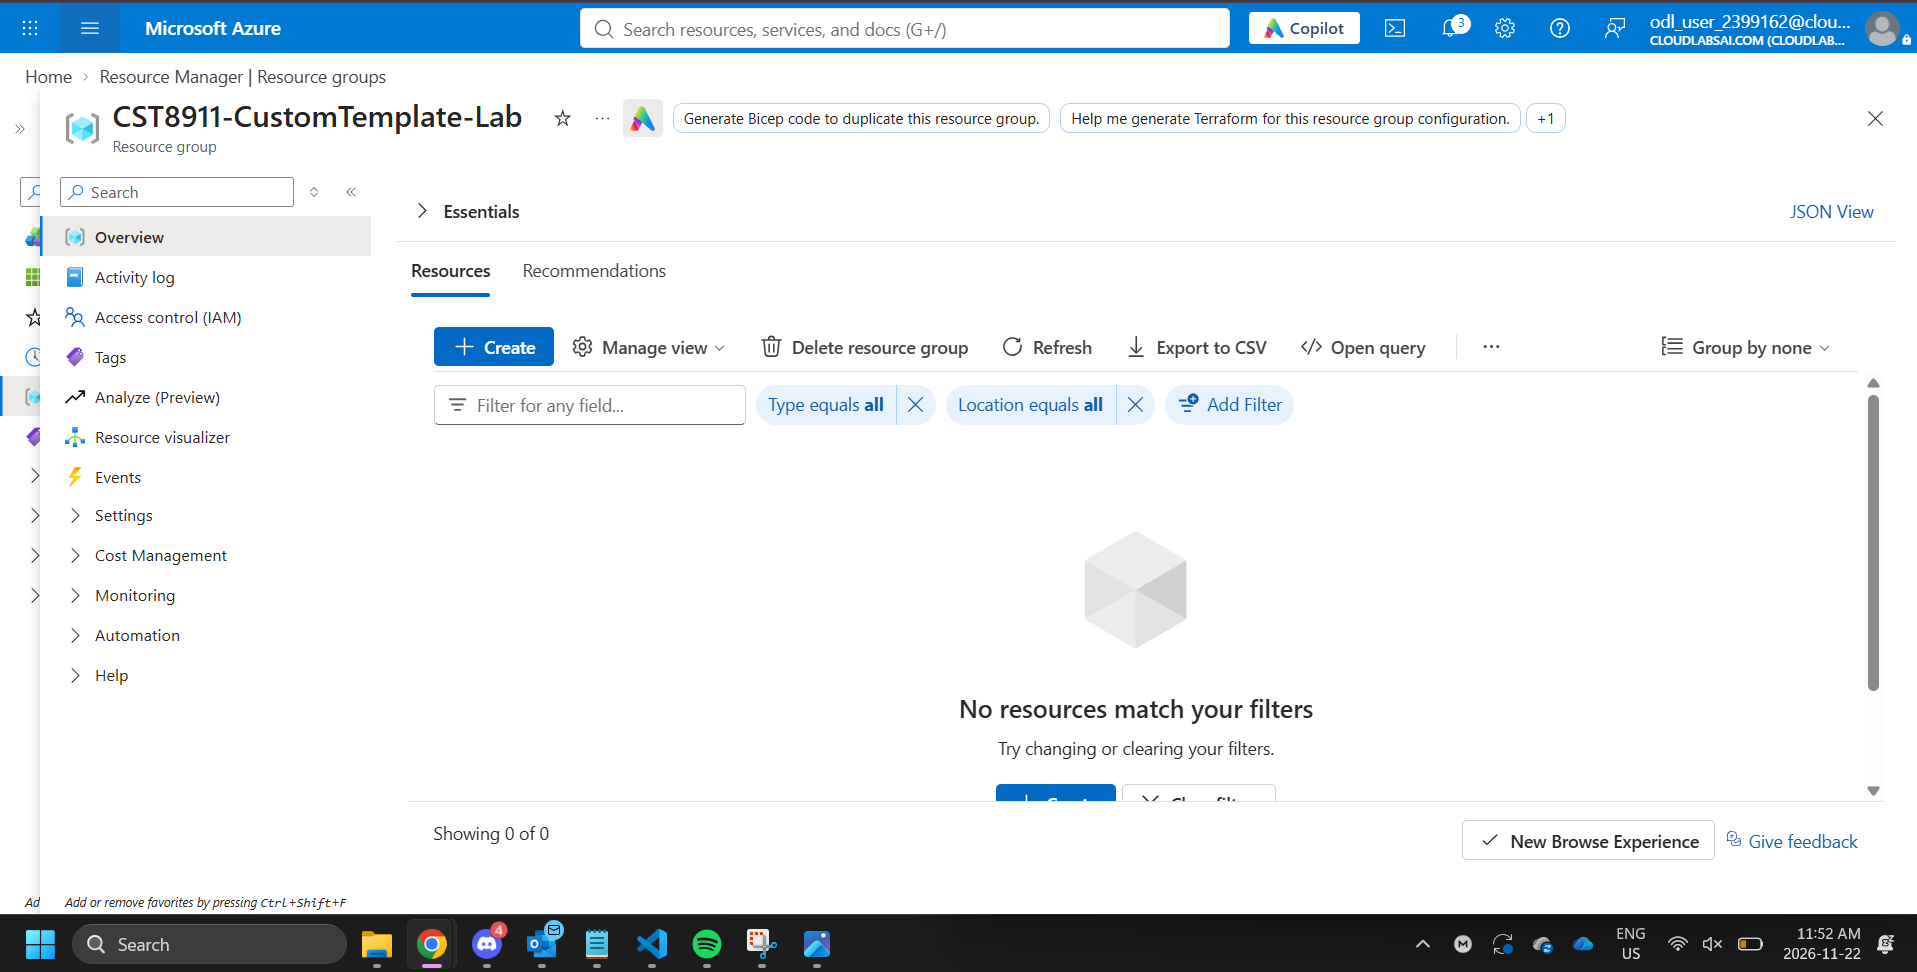 Microsoft Azure
Search resources, services, and docs (G+/)
Copilot
3
odl_user_2399162@clou...
CLOUDLABSAI.COM (CLOUDLAB...
Home > Resource Manager | Resource groups
CST8911-CustomTemplate-Lab
Resource group
Generate Bicep code to duplicate this resource group.
Help me generate Terraform for this resource group configuration.
+1
Search
Overview
Activity log
Access control (IAM)
Tags
Analyze (Preview)
Resource visualizer
Events
Settings
Cost Management
Monitoring
Automation
Help
Ad
Add or remove favorites by pressing Ctrl+Shift+F
Essentials
JSON View
Resources
Recommendations
Create
Manage view
Delete resource group
Refresh
Export to CSV
Open query
Group by none
Filter for any field...
Type equals all
Location equals all
Add Filter
No resources match your filters
Try changing or clearing your filters.
Showing 0 of 0
New Browse Experience
Give feedback
Search
4
M
ENG
US
11:52 AM
2026-11-22